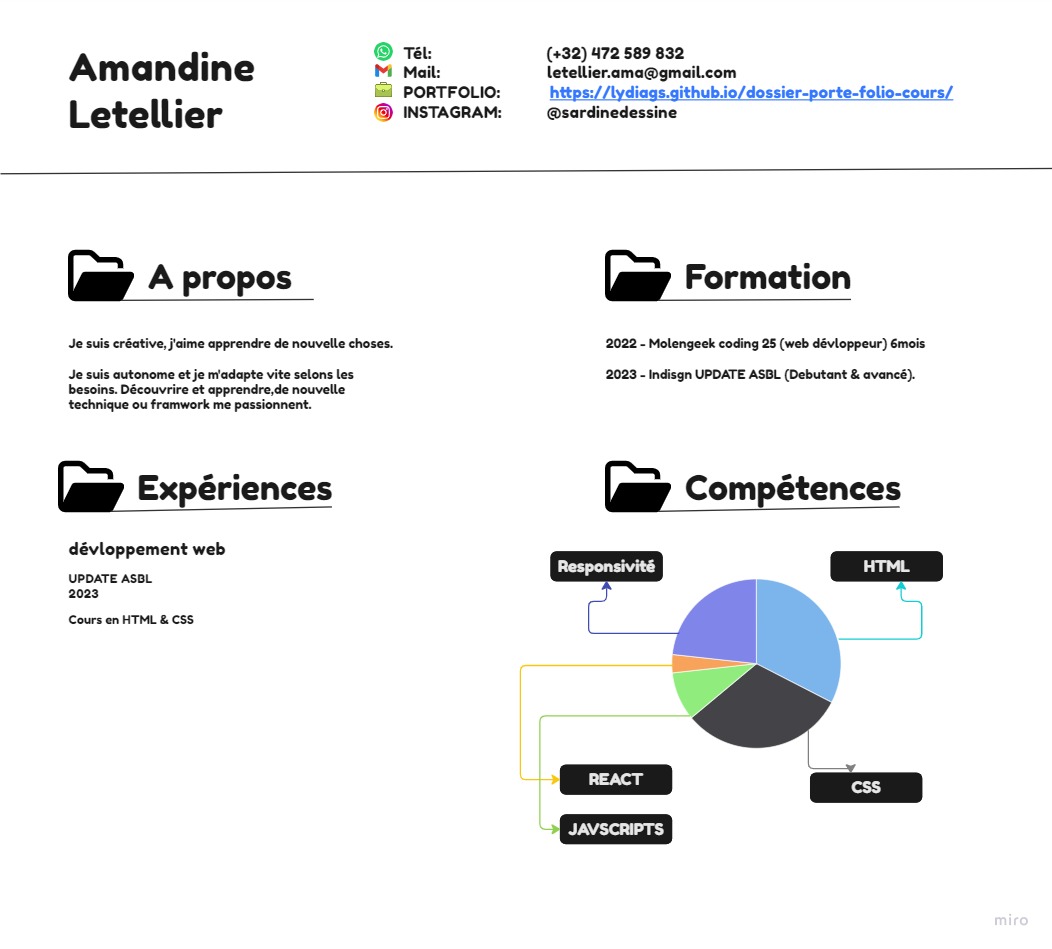 Amandine
Letellier
Tél: (+32) 472 589 832
Mail: letellier.ama@gmail.com
PORTFOLIO: https://lydiags.github.io/dossier-porte-folio-cours/
INSTAGRAM: @sardinedessine
A propos
Je suis créative, j'aime apprendre de nouvelle choses.
Je suis autonome et je m'adapte vite selons les
besoins. Découvrire et apprendre,de nouvelle
technique ou framwork me passionnent.
Formation
2022 - Molengeek coding 25 (web dévloppeur) 6mois
2023 - Indisgn UPDATE ASBL (Debutant & avancé).
Expériences
dévloppement web
UPDATE ASBL
2023
Cours en HTML & CSS
Compétences
Responsivité
HTML
REACT
CSS
JAVSCRIPTS
miro